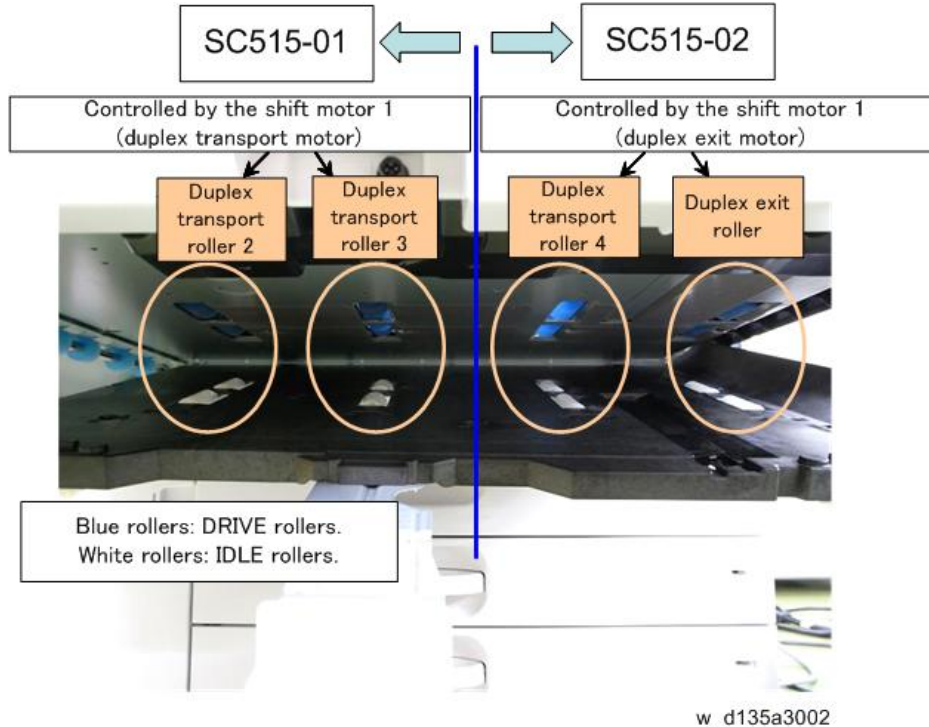 SC515-01
SC515-02
Controlled by the shift motor 1
(duplex transport motor)
Controlled by the shift motor 1
(duplex exit motor)
Duplex
transport
roller 2
Duplex
transport
roller 3
Duplex
transport
roller 4
Duplex exit
roller
Blue rollers: DRIVE rollers.
White rollers: IDLE rollers.
w_d135a3002